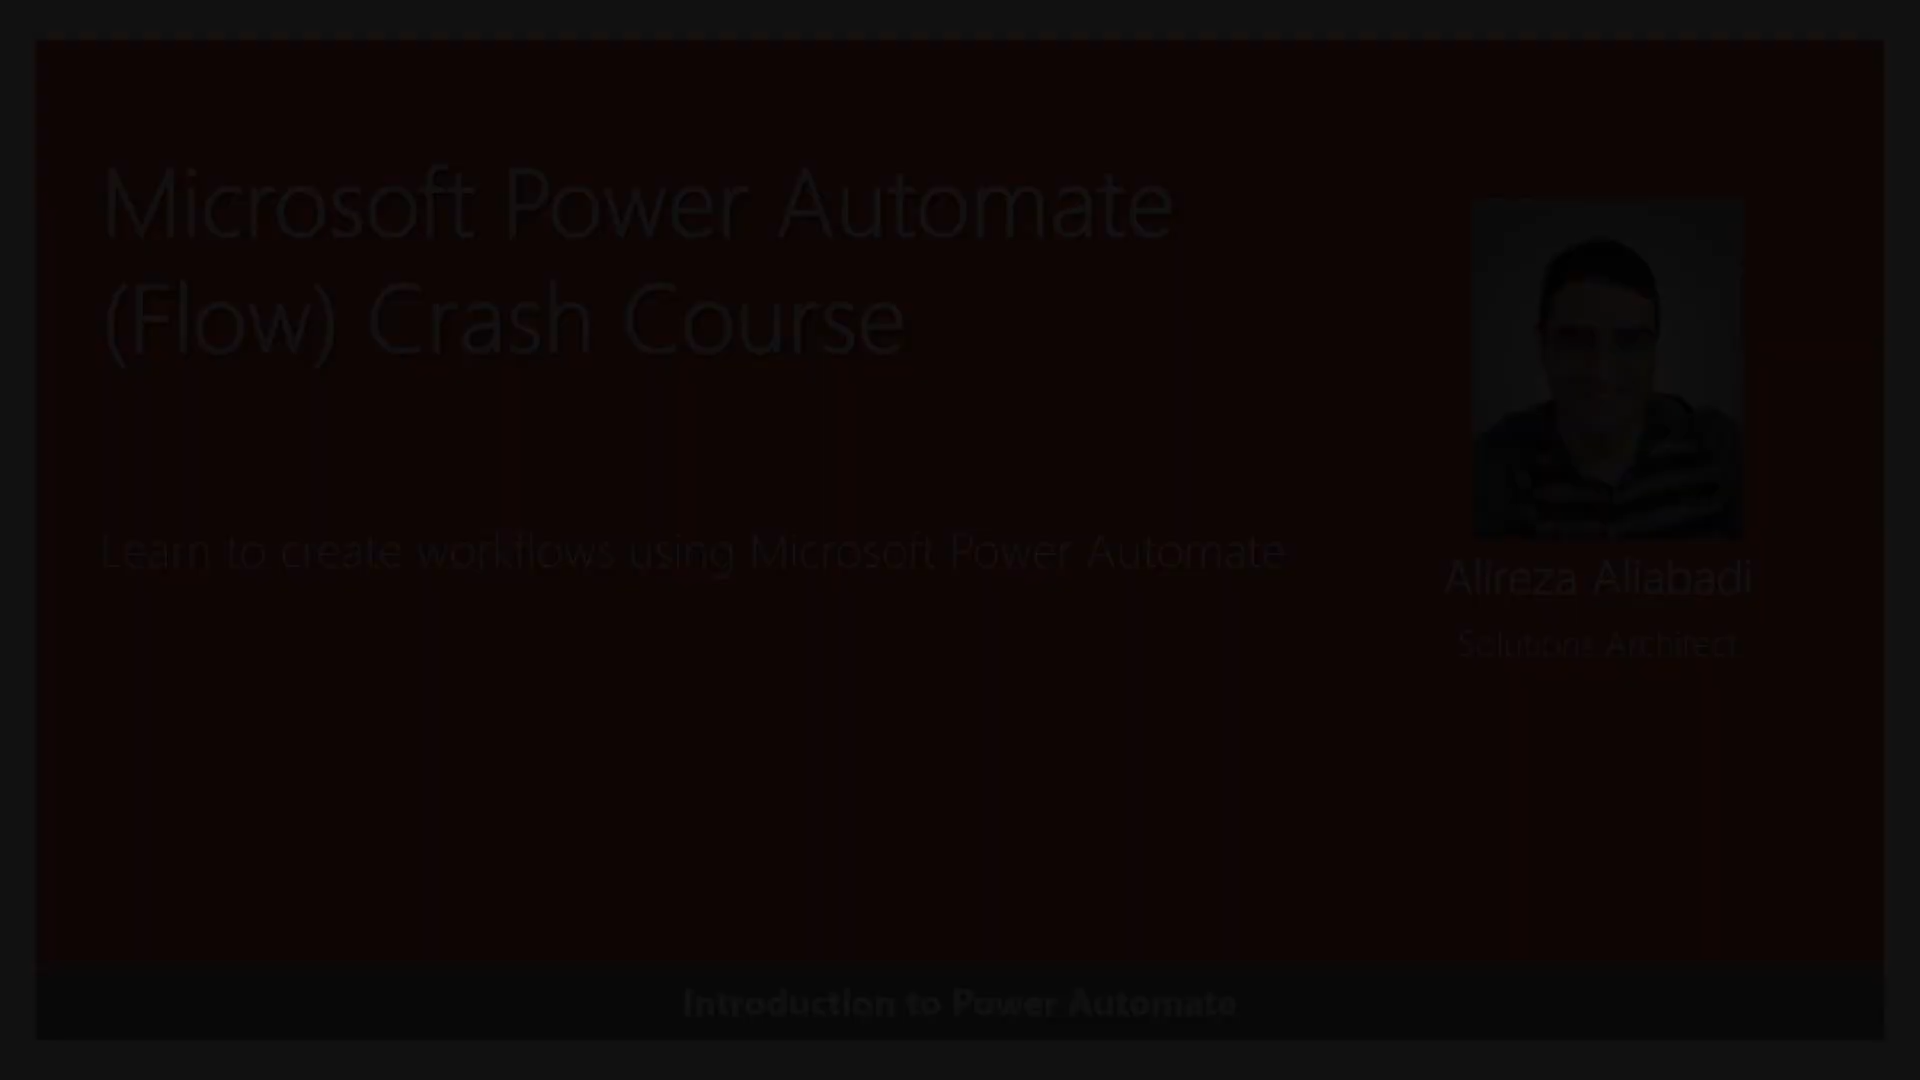 Microsoft Power Automate
(Flow) Crash Course
Learn to create workflows using Microsoft Power Automate
Alireza Aliabadi
Solutions Architect
Introduction to Power Automate